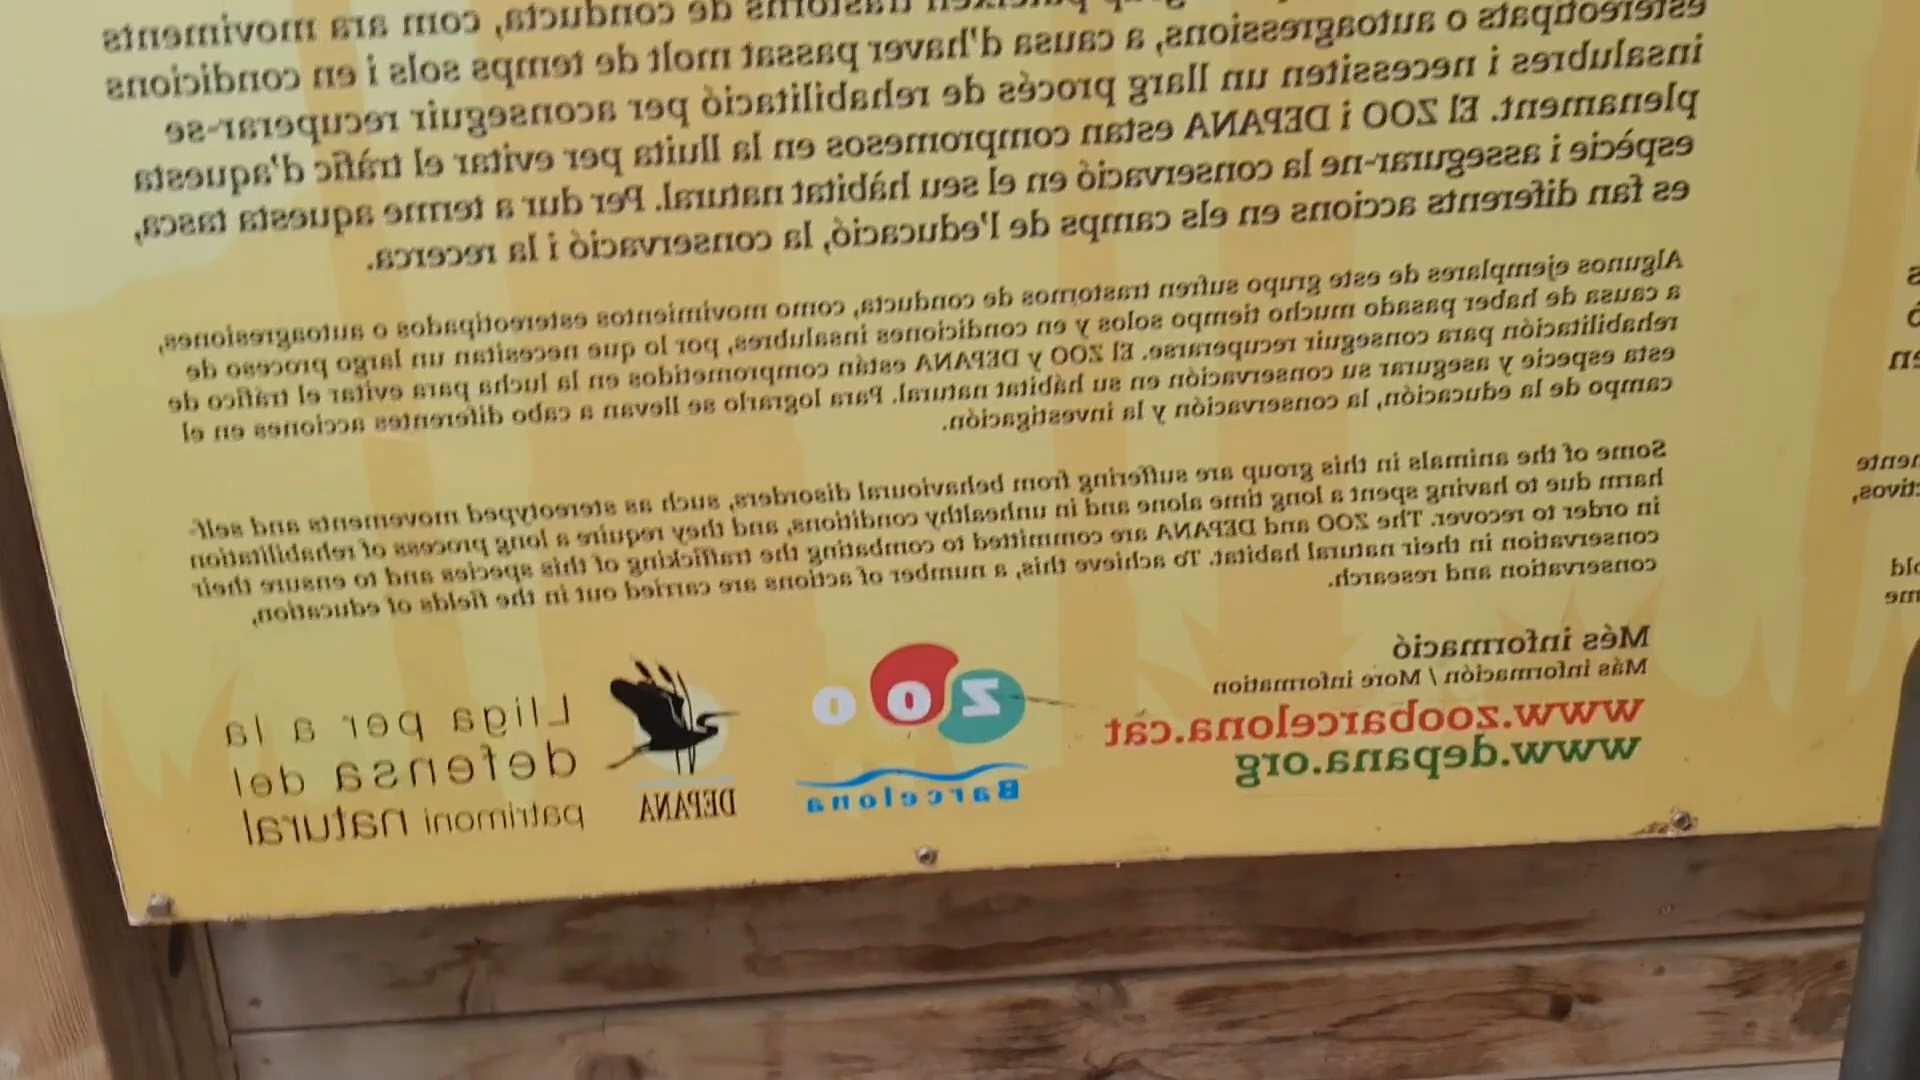 trastorns de conducta, com ara moviments
estereotipats o autoagressions, a causa d'haver passat molt de temps sols i en condicions
insalubres i necessiten un llarg procés de rehabilitació per aconseguir recuperar-se
plenament. El ZOO i DEPANA estan compromesos en la lluita per evitar el tràfic d'aquesta
espècie i assegurar-ne la conservació en el seu hàbitat natural. Per dur a terme aquesta tasca,
es fan diferents accions en els camps de l'educació, la conservació i la recerca.
Algunos ejemplares de este grupo sufren trastornos de conducta, como movimientos estereotipados o autoagresiones,
a causa de haber pasado mucho tiempo solos y en condiciones insalubres, por lo que necesitan un largo proceso de
rehabilitación para conseguir recuperarse. El ZOO y DEPANA están comprometidos en la lucha para evitar el tráfico de
esta especie y asegurar su conservación en su hábitat natural. Para lograrlo se llevan a cabo diferentes acciones en el
campo de la educación, la conservación y la investigación.
Some of the animals in this group are suffering from behavioural disorders, such as stereotyped movements and self-
harm due to having spent a long time alone and in unhealthy conditions, and they require a long process of rehabilitation
in order to recover. The ZOO and DEPANA are committed to combating the trafficking of this species and to ensure their
conservation in their natural habitat. To achieve this, a number of actions are carried out in the fields of education,
conservation and research.
Més informació
Más información / More information
www.zoobarcelona.cat
www.depana.org
zoo
Barcelona
DEPANA
Lliga per a la
defensa del
patrimoni natural